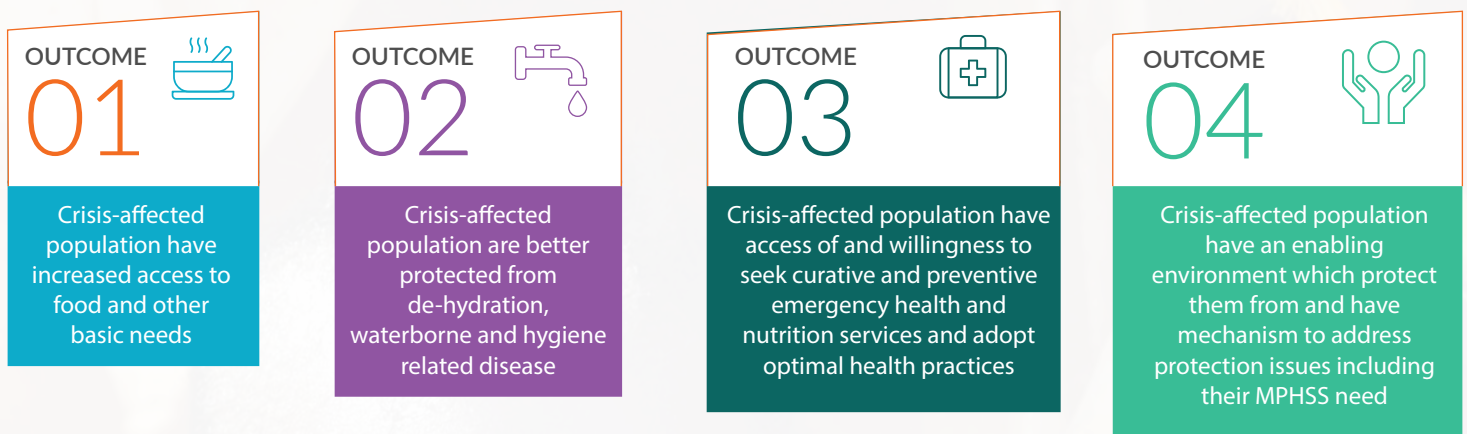 OUTCOME
01
Crisis-affected
population have
increased access to
food and other
basic needs
OUTCOME
02
Crisis-affected
population are better
protected from
de-hydration,
waterborne and hygiene
related disease
OUTCOME
03
Crisis-affected population have
access of and willingness to
seek curative and preventive
emergency health and
nutrition services and adopt
optimal health practices
OUTCOME
04
Crisis-affected population
have an enabling
environment which protect
them from and have
mechanism to address
protection issues including
their MPHSS need